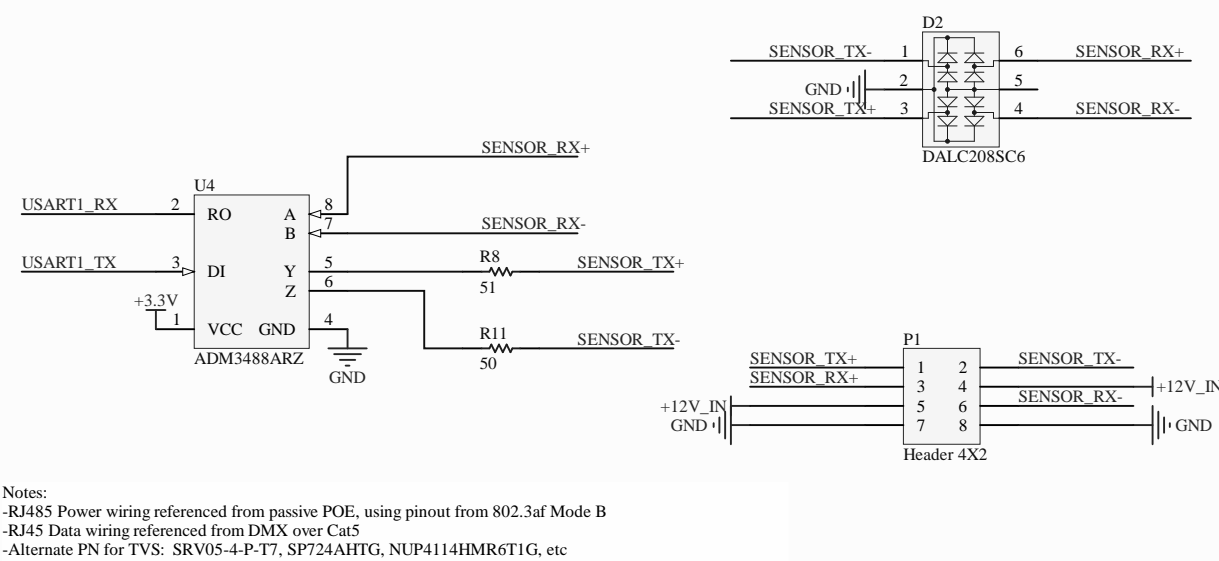 D2
SENSOR_TX- 1 6 SENSOR_RX+
GND 2 5
SENSOR_TX+ 3 4 SENSOR_RX-
DALC208SC6
SENSOR_RX+
U4
USART1_RX 2 RO A 8
B 7 SENSOR_RX-
USART1_TX 3 DI Y 5 R8 SENSOR_TX+
51
Z 6
+3.3V
1 VCC GND 4 R11 SENSOR_TX-
50
ADM3488ARZ
GND
P1
SENSOR_TX+ 1 2 SENSOR_TX-
SENSOR_RX+ 3 4 +12V_IN
+12V_IN 5 6 SENSOR_RX-
GND 7 8 GND
Header 4X2
Notes:
-RJ485 Power wiring referenced from passive POE, using pinout from 802.3af Mode B
-RJ45 Data wiring referenced from DMX over Cat5
-Alternate PN for TVS: SRV05-4-P-T7, SP724AHTG, NUP4114HMR6T1G, etc